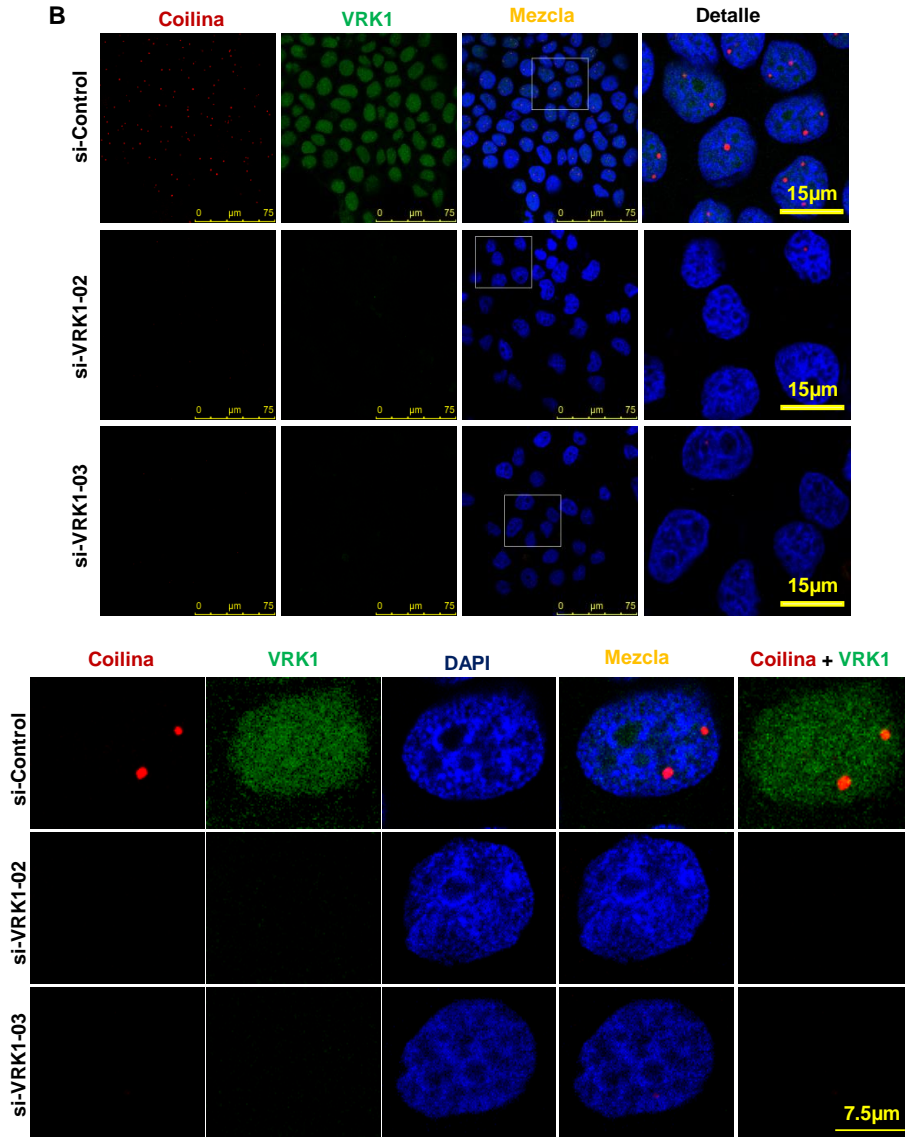 B
Coilina VRK1 Mezcla Detalle
si-Control
0 µm 75 0 µm 75 0 µm 75 15µm
si-VRK1-02
0 µm 75 0 µm 75 0 µm 75 15µm
si-VRK1-03
0 µm 75 0 µm 75 0 µm 75 15µm
Coilina VRK1 DAPI Mezcla Coilina + VRK1
si-Control
si-VRK1-02
si-VRK1-03
7.5µm